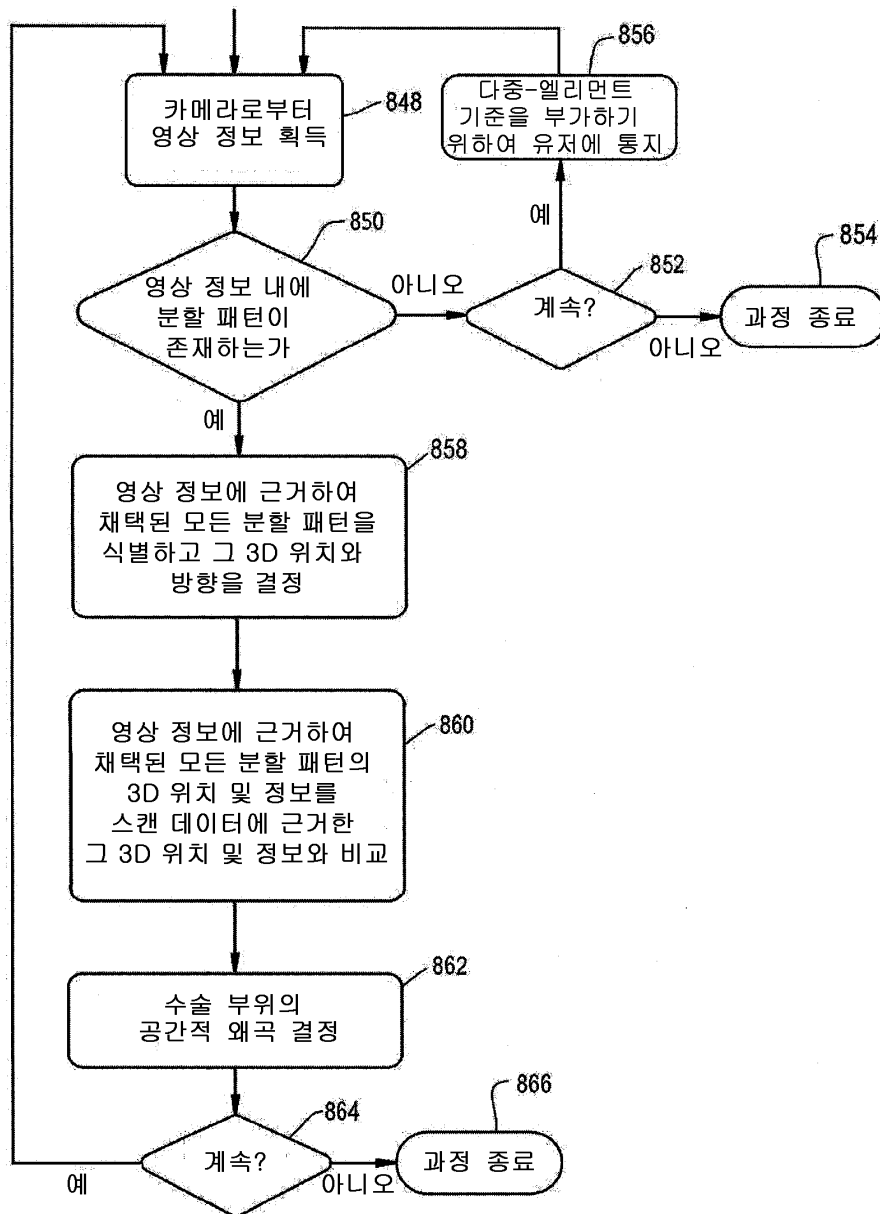 카메라로부터
영상 정보 획득
848
다중-엘리먼트
기준을 부가하기
위하여 유저에 통지
856
영상 정보 내에
분할 패턴이
존재하는가
850
아니오
예
계속?
852
예
아니오
과정 종료
854
영상 정보에 근거하여
채택된 모든 분할 패턴을
식별하고 그 3D 위치와
방향을 결정
858
영상 정보에 근거하여
채택된 모든 분할 패턴의
3D 위치 및 정보를
스캔 데이터에 근거한
그 3D 위치 및 정보와 비교
860
수술 부위의
공간적 왜곡 결정
862
계속?
864
예
아니오
과정 종료
866